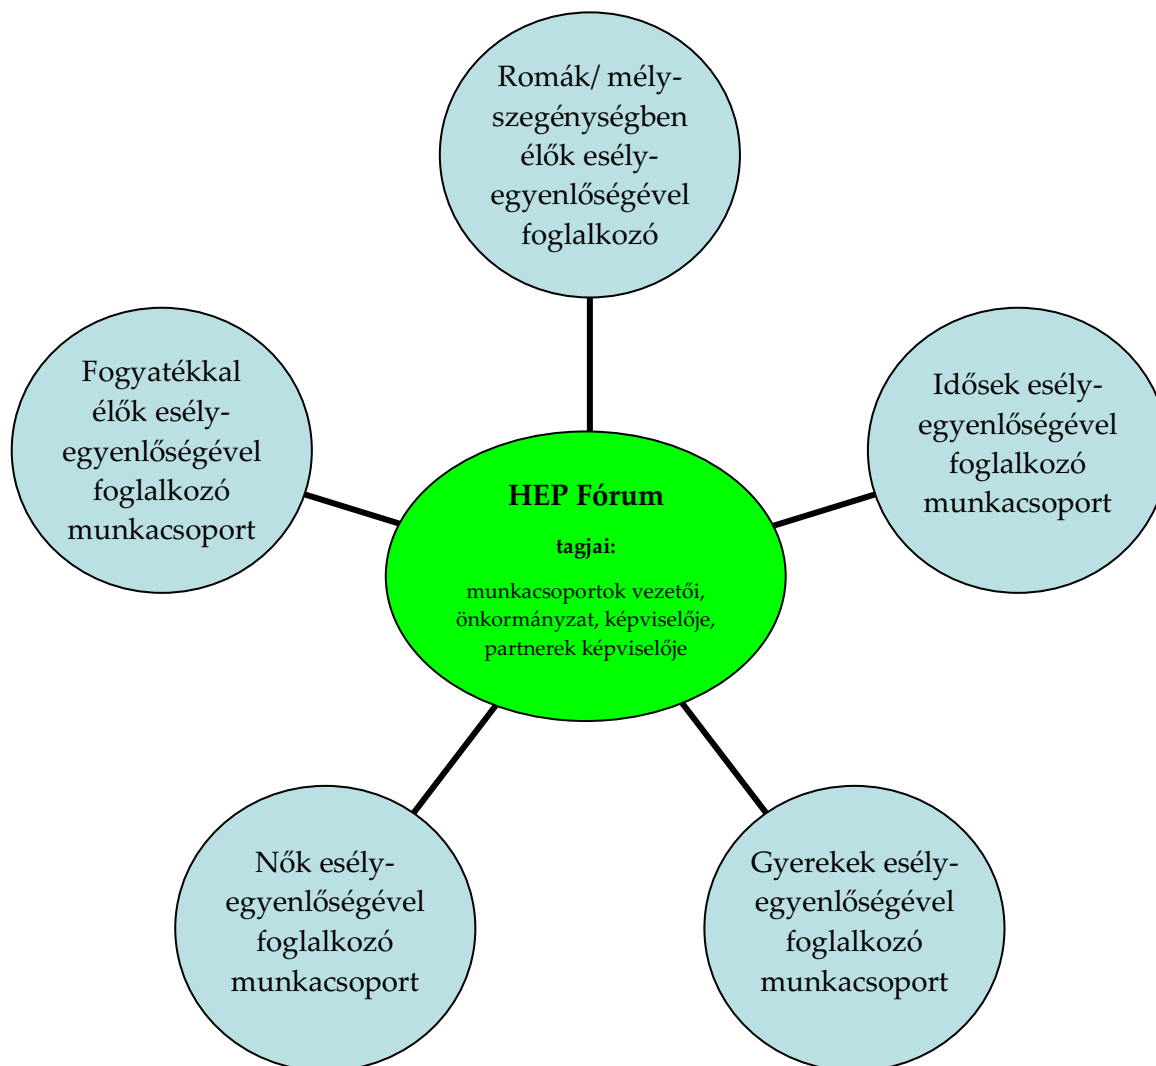 Romák/ mély-
szegénységben
élők esély-
egyenlőségével
foglalkozó
Fogyatékkal
élők esély-
egyenlőségével
foglalkozó
munkacsoport
Idősek esély-
egyenlőségével
foglalkozó
munkacsoport
HEP Fórum
tagjai:
munkacsoportok vezetői,
önkormányzat, képviselője,
partnerek képviselője
Nők esély-
egyenlőségével
foglalkozó
munkacsoport
Gyerekek esély-
egyenlőségével
foglalkozó
munkacsoport